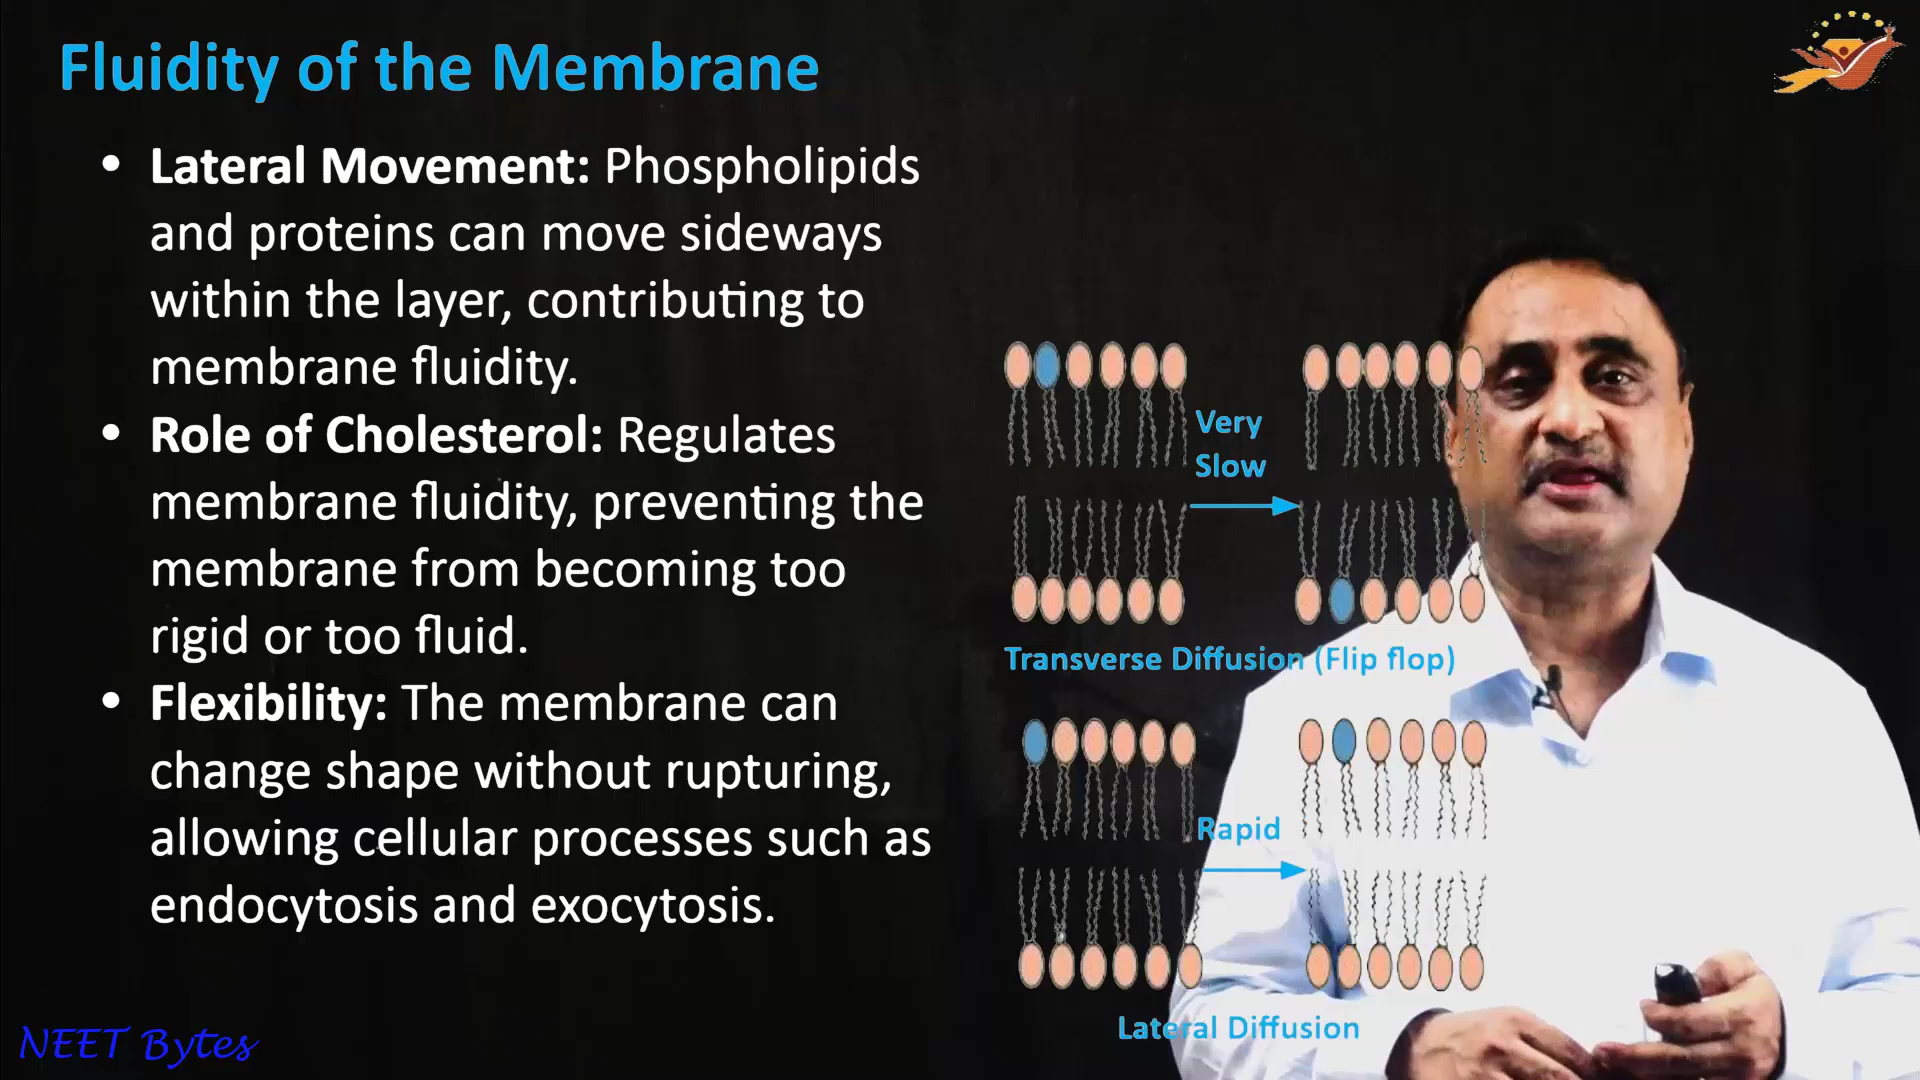 Fluidity of the Membrane
• Lateral Movement: Phospholipids
and proteins can move sideways
within the layer, contributing to
membrane fluidity.
• Role of Cholesterol: Regulates
membrane fluidity, preventing the
membrane from becoming too
rigid or too fluid.
• Flexibility: The membrane can
change shape without rupturing,
allowing cellular processes such as
endocytosis and exocytosis.
Very
Slow
Transverse Diffusion (Flip flop)
Rapid
Lateral Diffusion
NEET Bytes